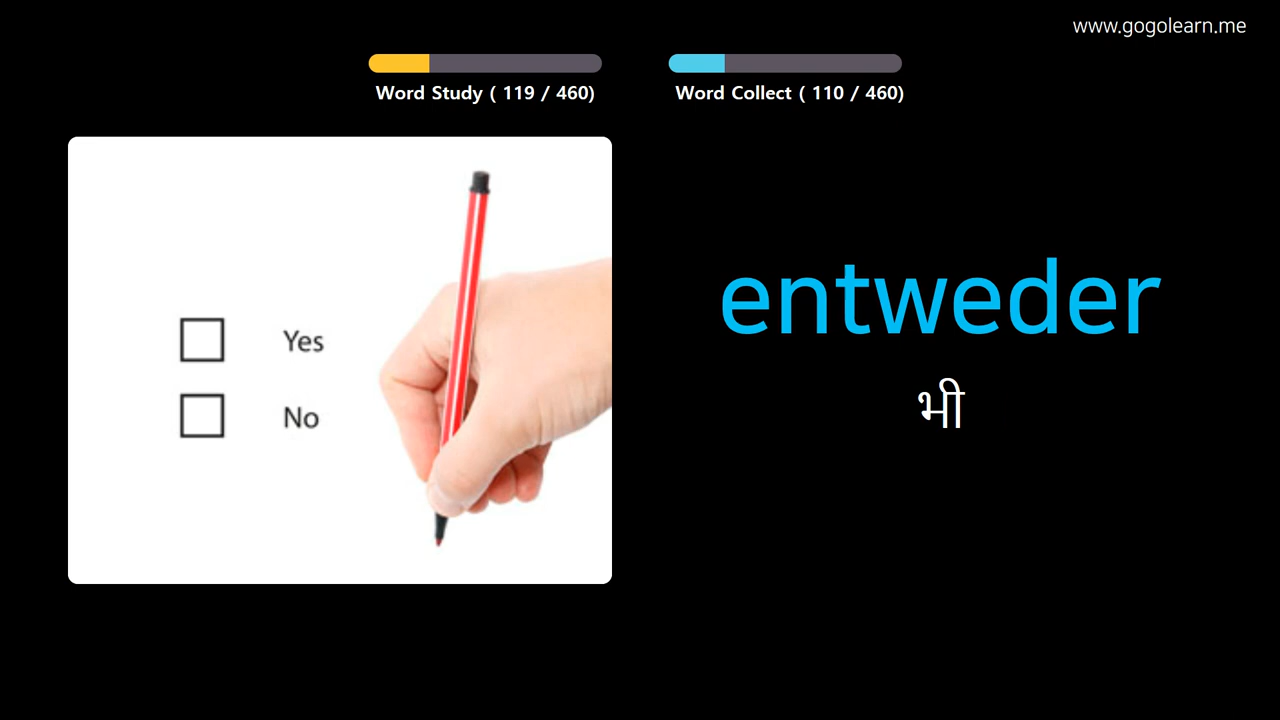 www.gogolearn.me
Word Study ( 119 / 460)
Word Collect ( 110 / 460)
Yes
No
entweder
भी